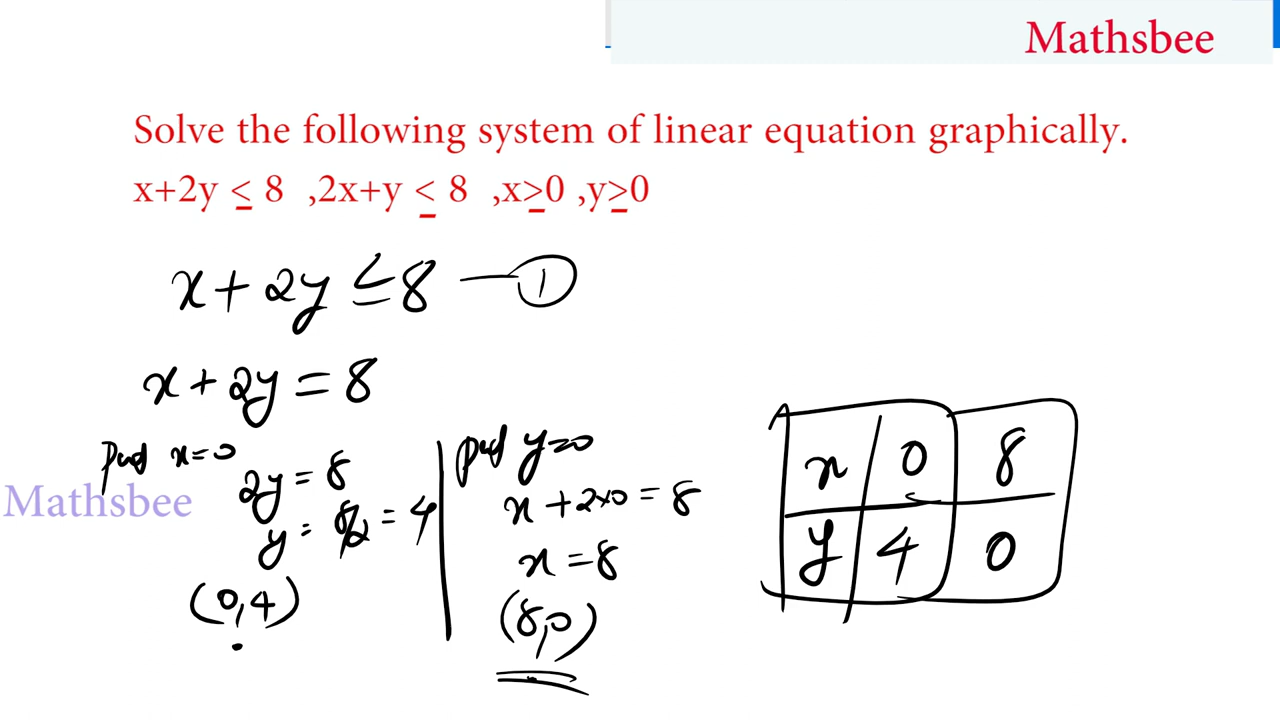 Mathsbee
Solve the following system of linear equation graphically.
x+2y ≤ 8 ,2x+y ≤ 8 ,x≥0 ,y≥0
x + 2y ≤ 8 — ①
x + 2y = 8
put x=0
2y = 8
y = 8/2 = 4
(0,4)
put y=0
x + 2×0 = 8
x = 8
(8,0)
x 0 8
y 4 0
Mathsbee